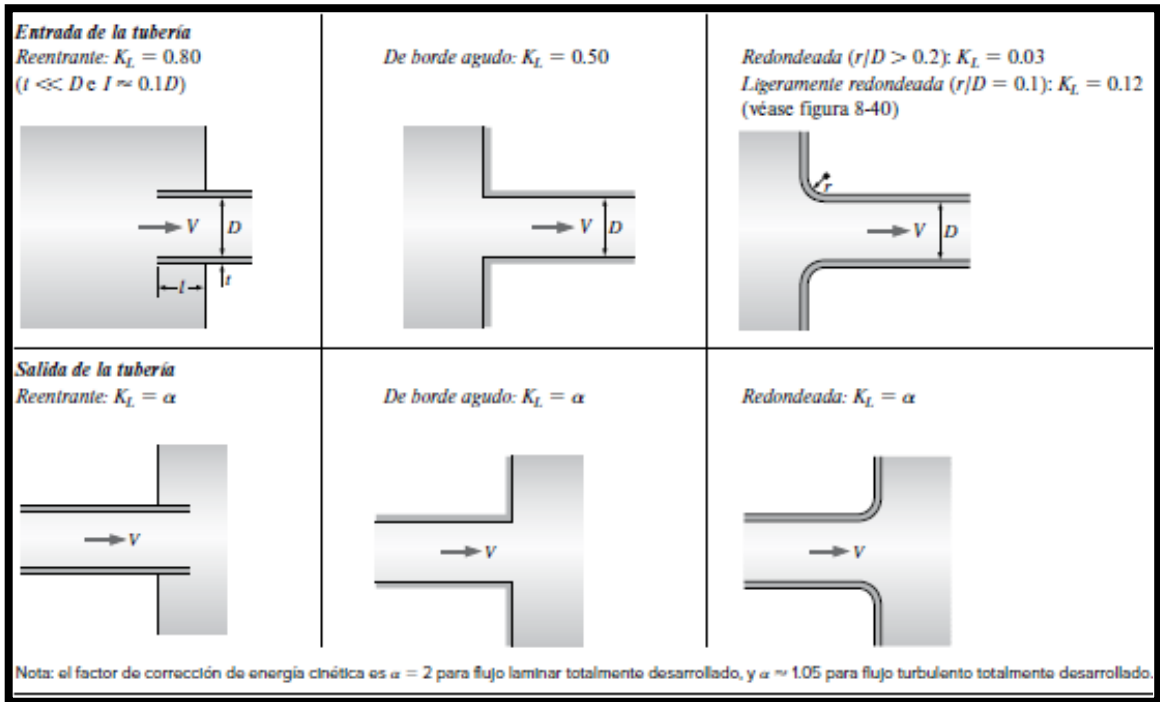 Entrada de la tubería
Reentrante: K_L = 0.80
(t << D e I ≈ 0.1D)
De borde agudo: K_L = 0.50
Redondeada (r/D > 0.2): K_L = 0.03
Ligeramente redondeada (r/D = 0.1): K_L = 0.12
(véase figura 8-40)
V
D
l
t
V
D
r
V
D
Salida de la tubería
Reentrante: K_L = α
De borde agudo: K_L = α
Redondeada: K_L = α
V
V
V
Nota: el factor de corrección de energía cinética es α = 2 para flujo laminar totalmente desarrollado, y α ≈ 1.05 para flujo turbulento totalmente desarrollado.